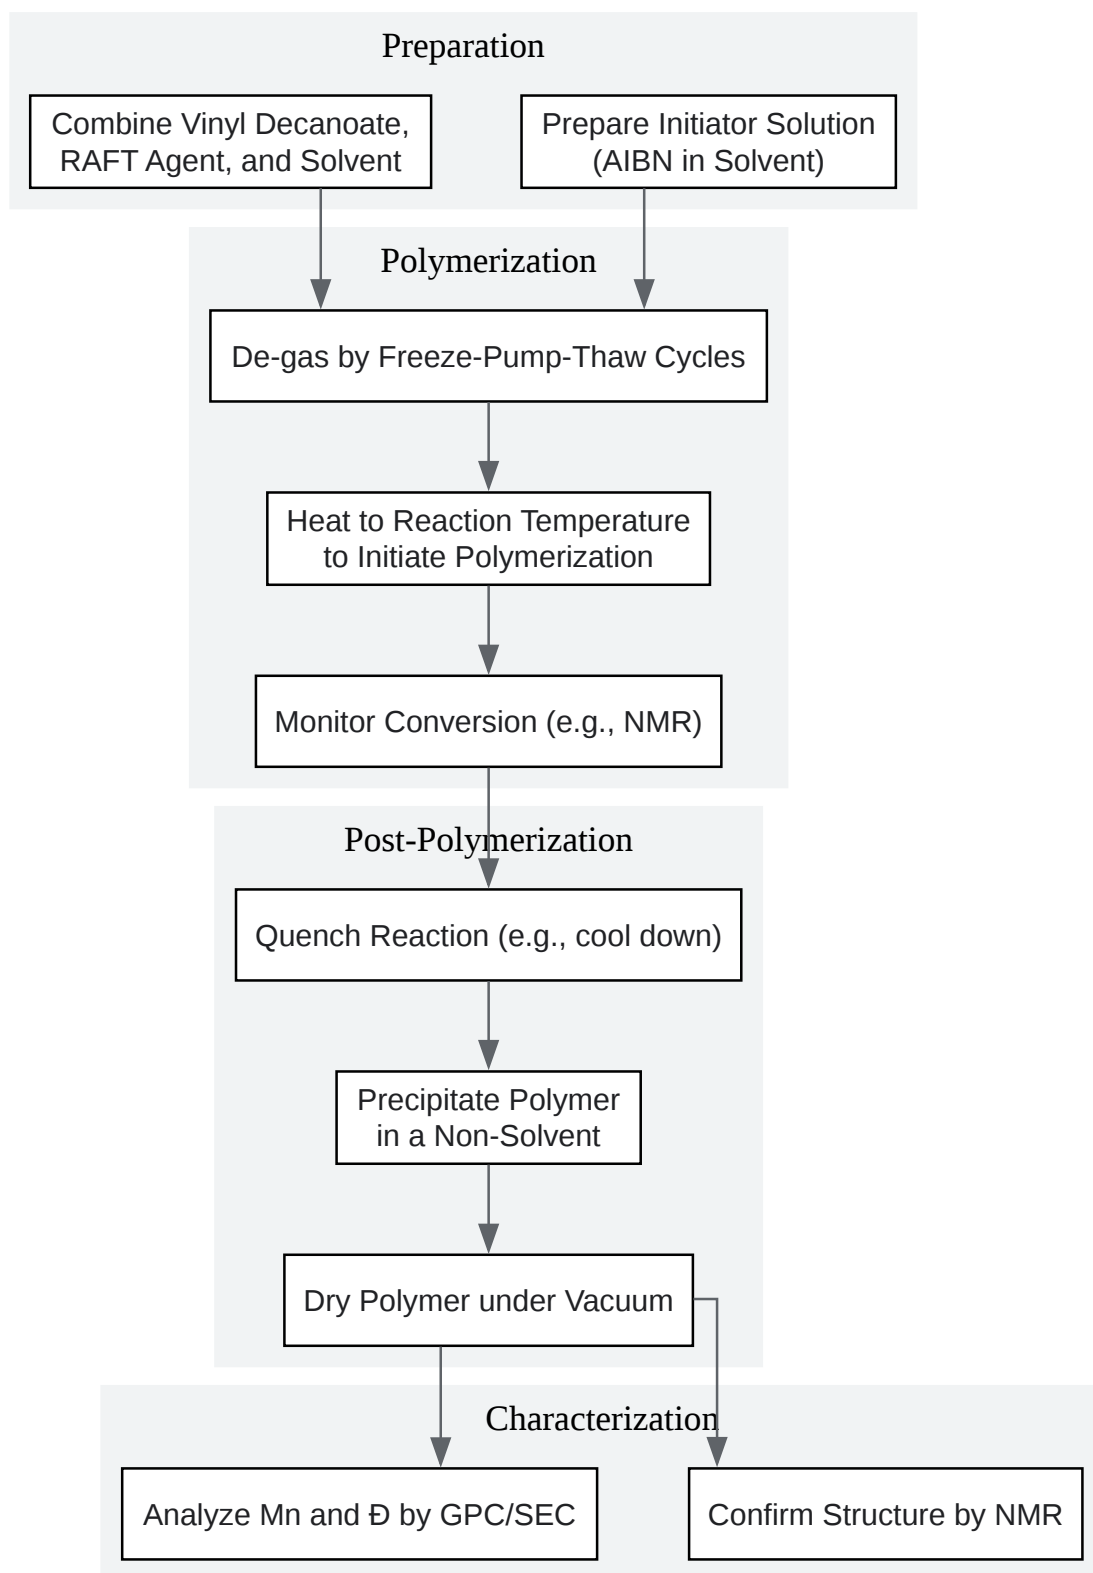 Preparation
Combine Vinyl Decanoate,
RAFT Agent, and Solvent
Prepare Initiator Solution
(AIBN in Solvent)
Polymerization
De-gas by Freeze-Pump-Thaw Cycles
Heat to Reaction Temperature
to Initiate Polymerization
Monitor Conversion (e.g., NMR)
Post-Polymerization
Quench Reaction (e.g., cool down)
Precipitate Polymer
in a Non-Solvent
Dry Polymer under Vacuum
Characterization
Analyze Mn and Đ by GPC/SEC
Confirm Structure by NMR